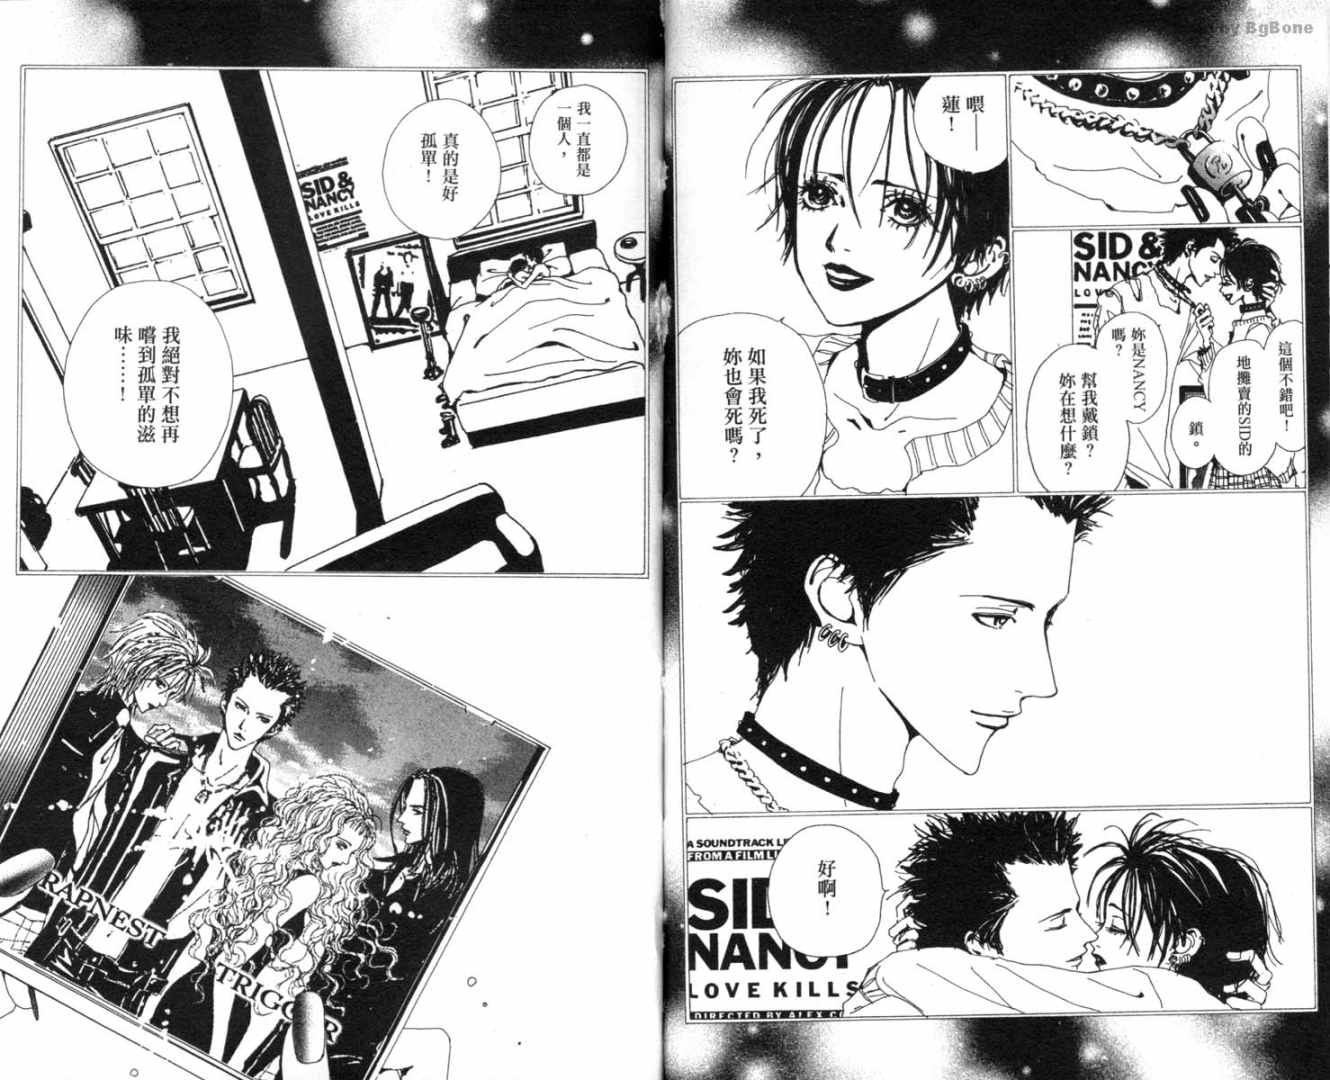 by BgBone
喂──
蓮！
如果我死了，
妳也會死嗎？
SID &
NANCY
LOVE
這個不錯吧！
地攤賣的SID的
鎖。
妳是NANCY
嗎？
幫我戴鎖？
妳在想什麼？
好啊！
A SOUNDTRACK
FROM A FILM
SID
NANCY
LOVE KILLS
DIRECTED BY ALEX
我一直都是
一個人，
真的是好
孤單！
SID &
NANCY
LOVE KILLS
我絕對不想再
嚐到孤單的滋
味……！
TRAPNEST
TRIGGER